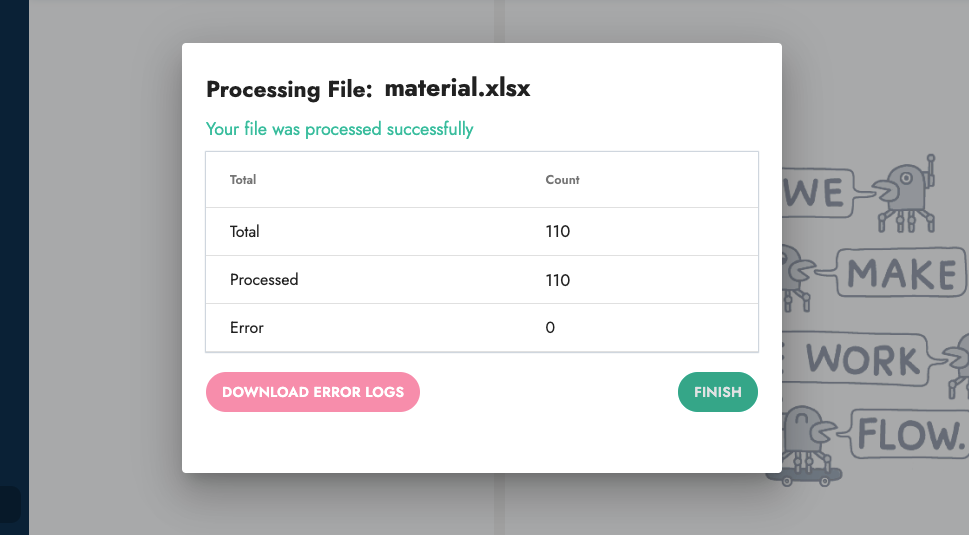 Processing File: material.xlsx
Your file was processed successfully
Total Count
Total 110
Processed 110
Error 0
DOWNLOAD ERROR LOGS FINISH
WE
MAKE
WORK
FLOW.